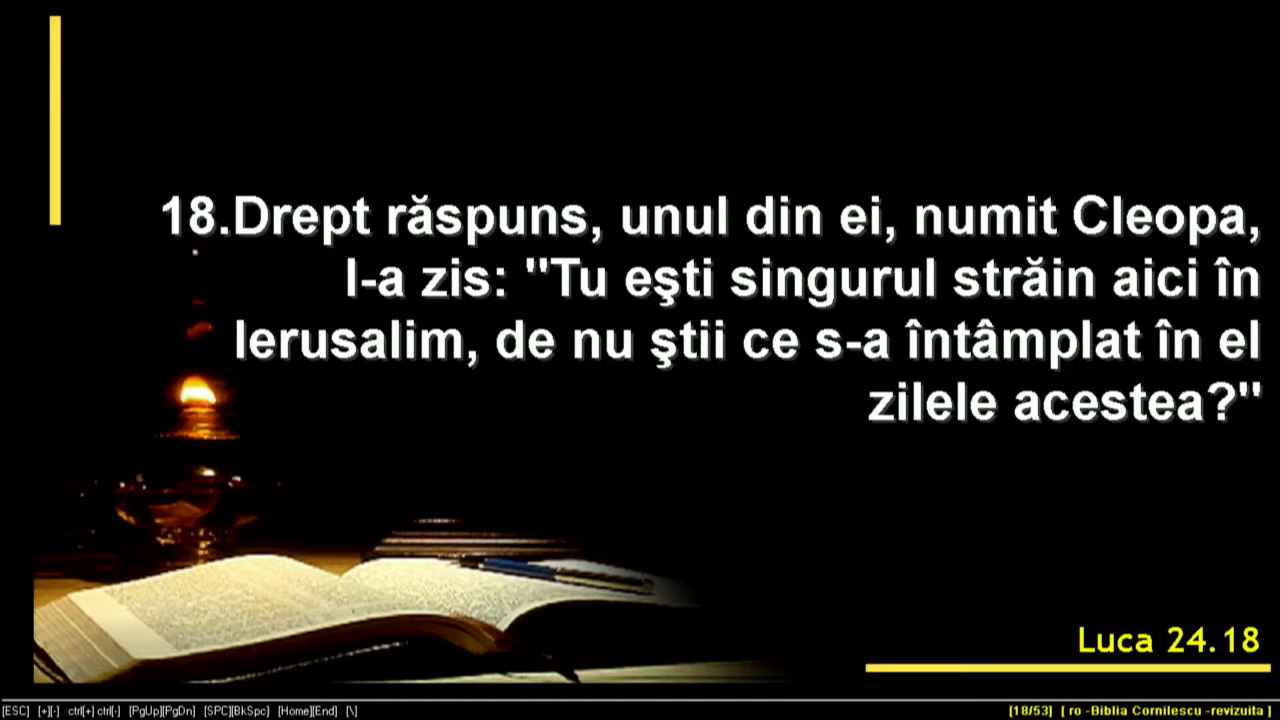 18.Drept răspuns, unul din ei, numit Cleopa,
I-a zis: "Tu eşti singurul străin aici în
Ierusalim, de nu ştii ce s-a întâmplat în el
zilele acestea?"
Luca 24.18
[ESC] [+][-] ctrl[+] ctrl[-] [PgUp][PgDn] [SPC][BkSpc] [Home][End] [\] [18/53] [ ro -Biblia Cornilescu -revizuita ]